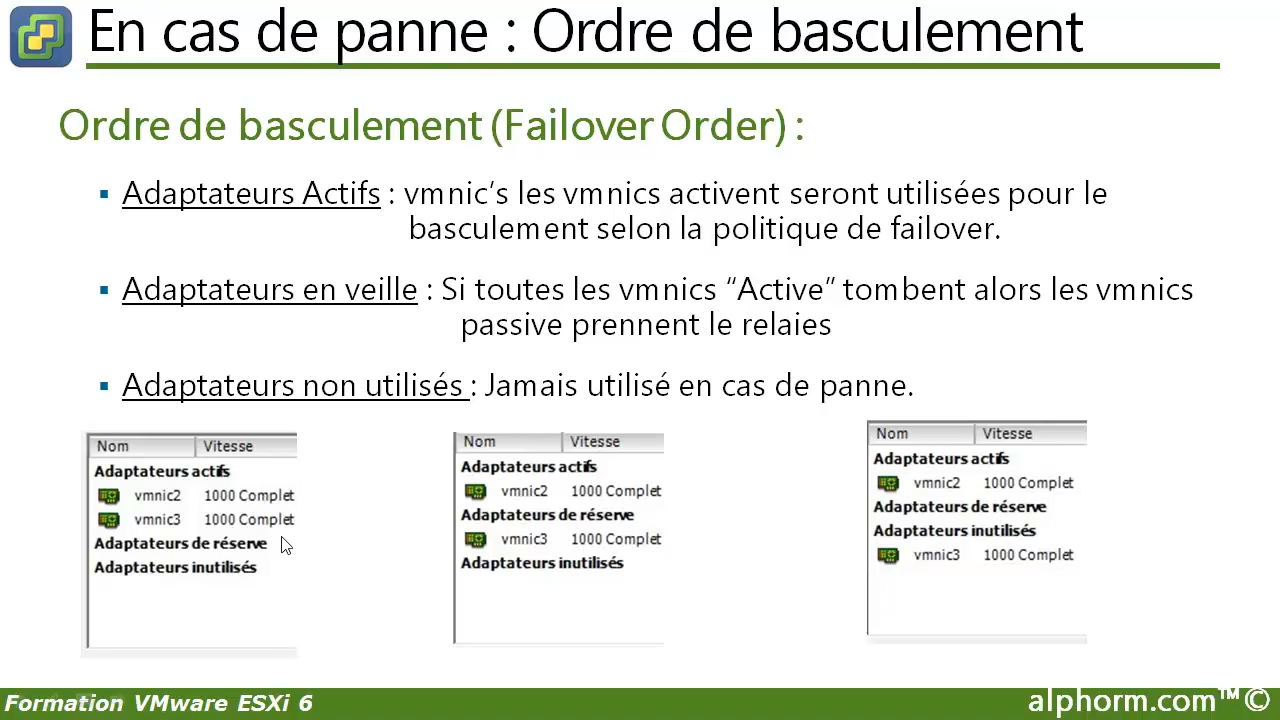 En cas de panne : Ordre de basculement
Ordre de basculement (Failover Order) :
▪ Adaptateurs Actifs : vmnic’s les vmnics activent seront utilisées pour le
basculement selon la politique de failover.
▪ Adaptateurs en veille : Si toutes les vmnics “Active” tombent alors les vmnics
passive prennent le relaies
▪ Adaptateurs non utilisés : Jamais utilisé en cas de panne.
Nom Vitesse
Adaptateurs actifs
vmnic2 1000 Complet
vmnic3 1000 Complet
Adaptateurs de réserve
Adaptateurs inutilisés
Nom Vitesse
Adaptateurs actifs
vmnic2 1000 Complet
Adaptateurs de réserve
vmnic3 1000 Complet
Adaptateurs inutilisés
Nom Vitesse
Adaptateurs actifs
vmnic2 1000 Complet
Adaptateurs de réserve
Adaptateurs inutilisés
vmnic3 1000 Complet
Formation VMware ESXi 6
alphorm.com™©